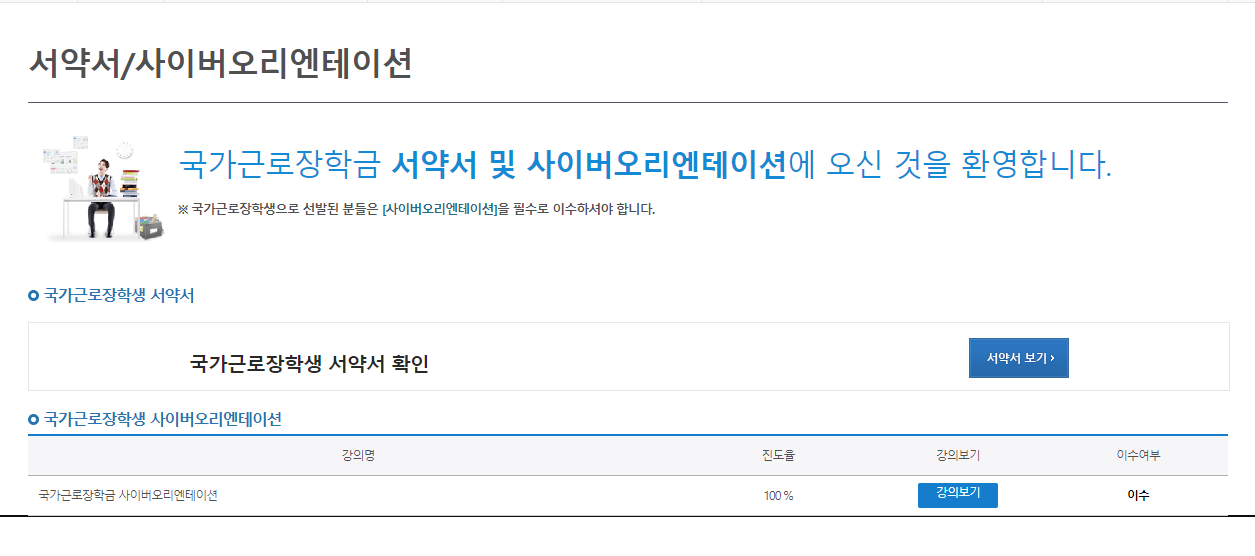 서약서/사이버오리엔테이션
국가근로장학금 서약서 및 사이버오리엔테이션에 오신 것을 환영합니다.
※ 국가근로장학생으로 선발된 분들은 [사이버오리엔테이션]을 필수로 이수하셔야 합니다.
국가근로장학생 서약서
국가근로장학생 서약서 확인
서약서 보기 ›
국가근로장학생 사이버오리엔테이션
강의명 진도율 강의보기 이수여부
국가근로장학금 사이버오리엔테이션 100 % 강의보기 이수